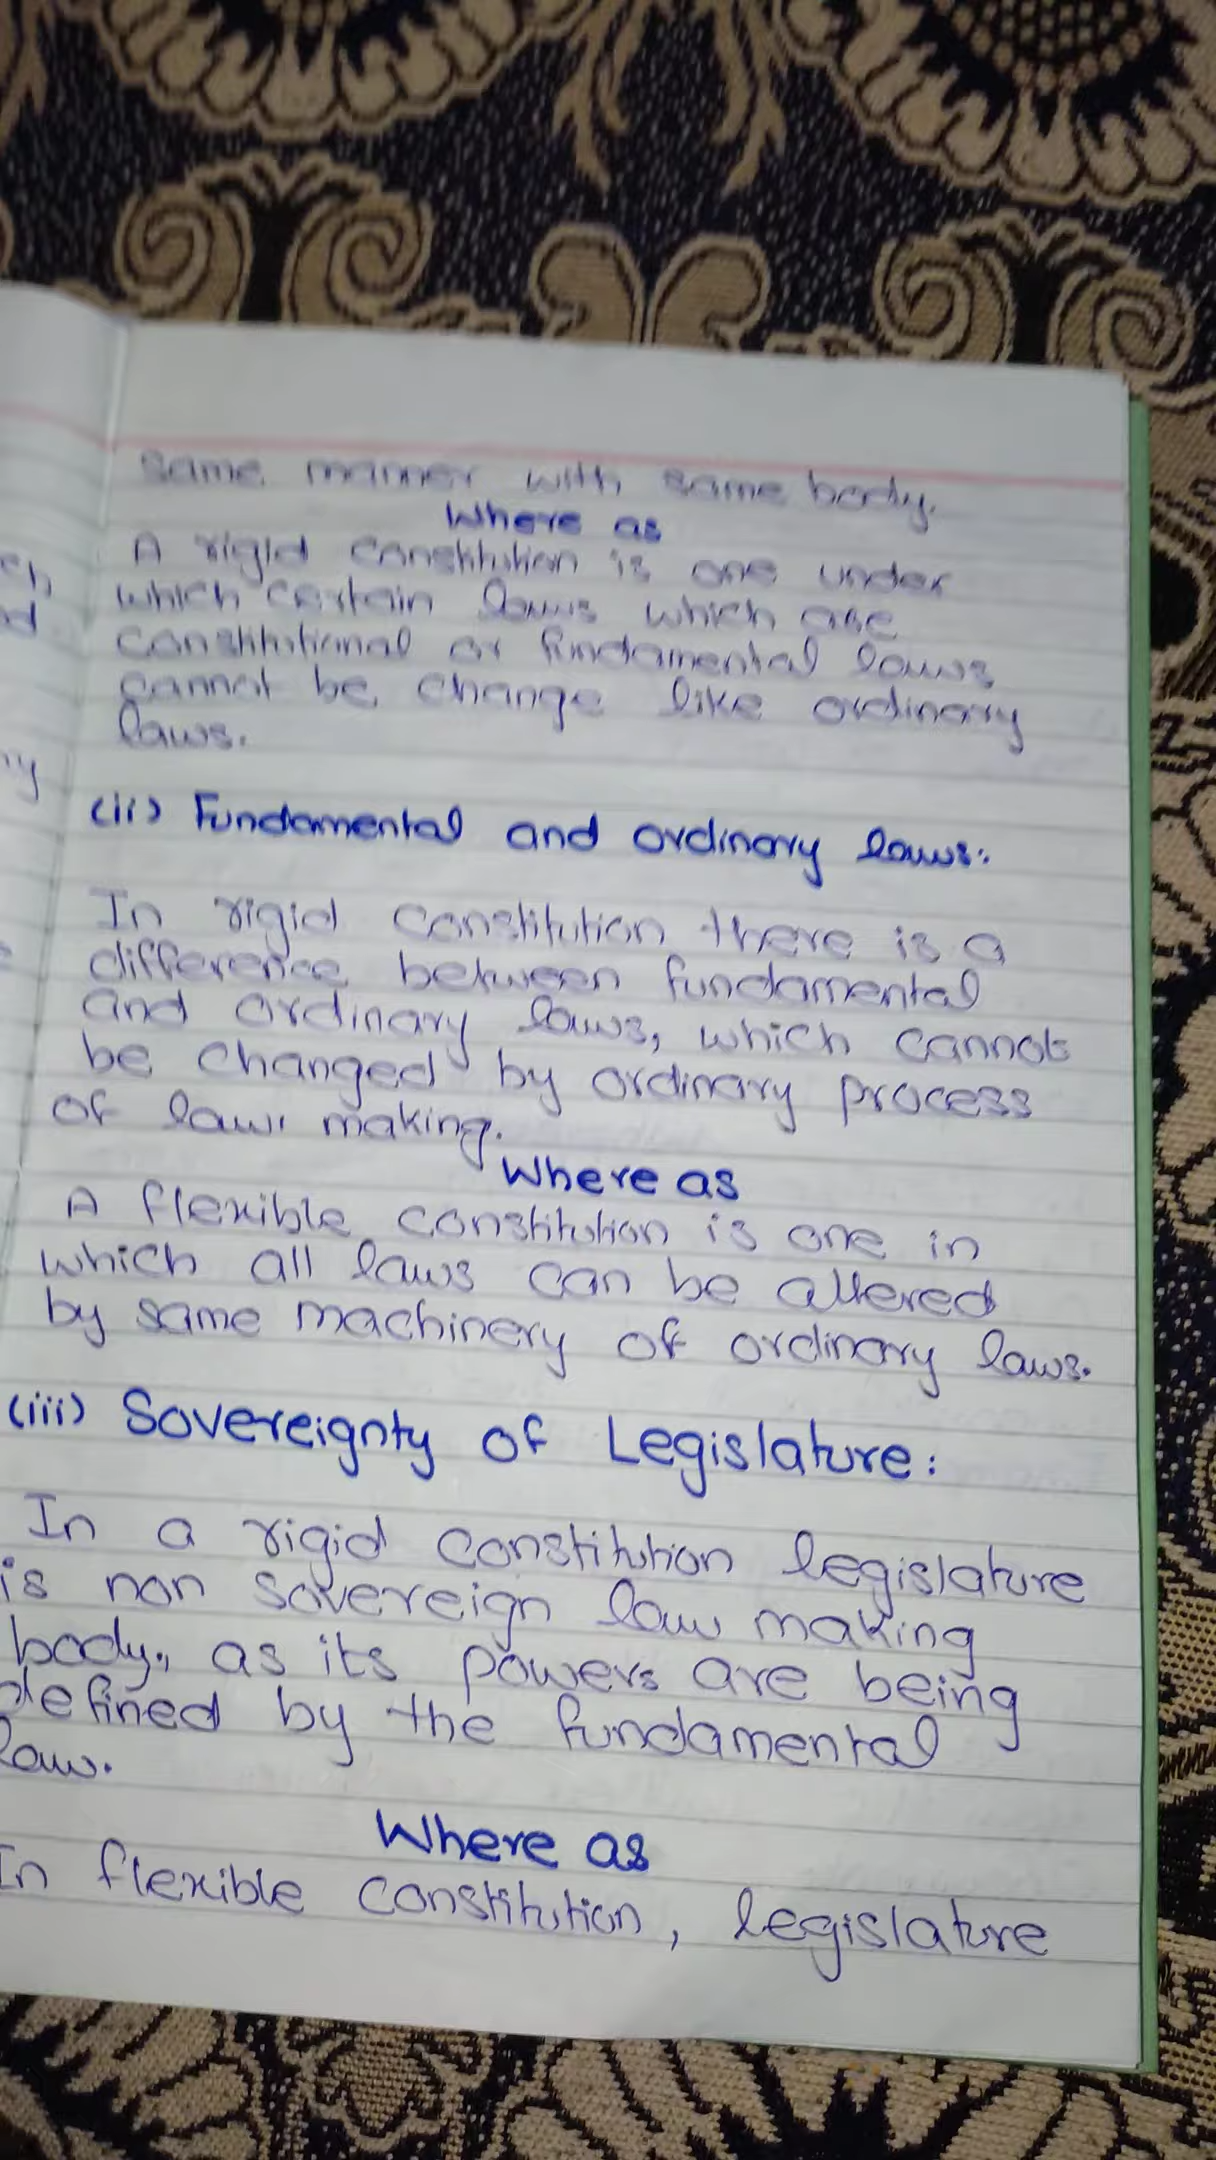 same manner with same body.
Where as
A rigid constitution is one under
which certain laws which are
constitutional or fundamental laws
cannot be change like ordinary
laws.
(ii) Fundamental and ordinary laws:
In rigid constitution there is a
difference between fundamental
and ordinary laws, which cannot
be changed by ordinary process
of law making.
Where as
A flexible constitution is one in
which all laws can be altered
by same machinery of ordinary laws.
(iii) Sovereignty of Legislature:
In a rigid constitution legislature
is non sovereign law making
body, as its powers are being
defined by the fundamental
law.
Where as
In flexible constitution, legislature